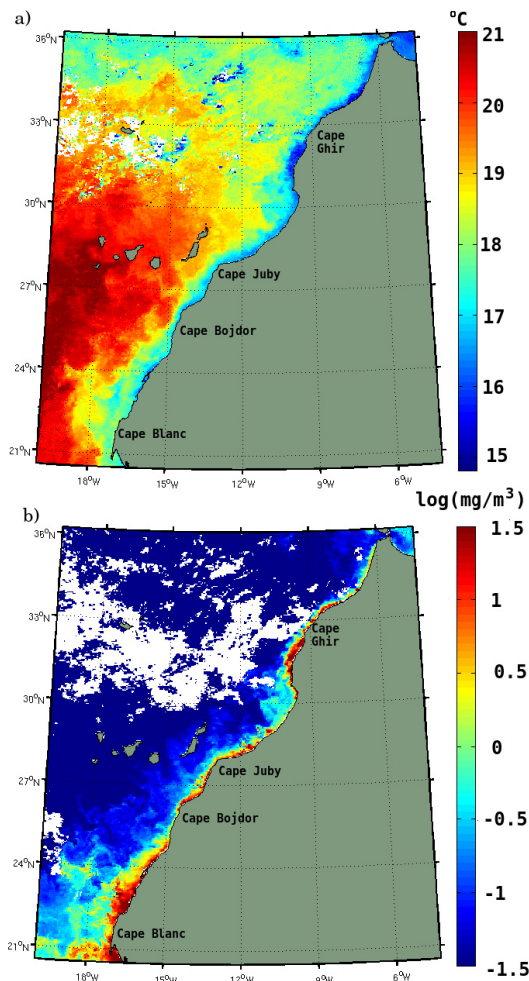 a)
°C
36°N
33°N
30°N
27°N
24°N
21°N
18°W
15°W
12°W
9°W
6°W
Cape
Ghir
Cape Juby
Cape Bojdor
Cape Blanc
21
20
19
18
17
16
15
b)
log(mg/m³)
36°N
33°N
30°N
27°N
24°N
21°N
18°W
15°W
12°W
9°W
6°W
Cape
Ghir
Cape Juby
Cape Bojdor
Cape Blanc
1.5
1
0.5
0
-0.5
-1
-1.5